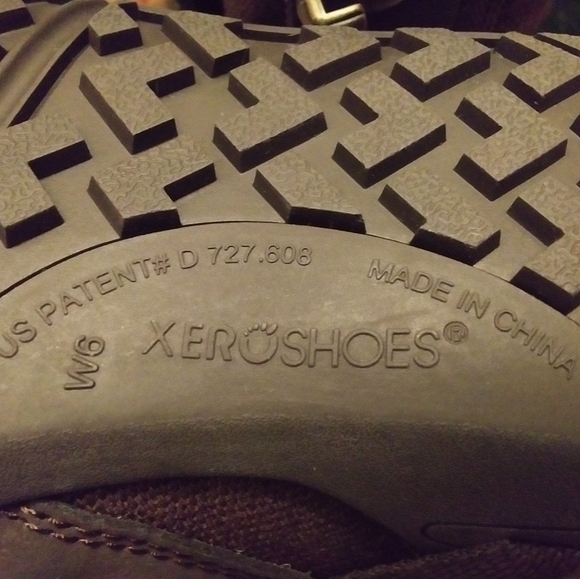 US PATENT# D 727.608
MADE IN CHINA
W6
XEROSHOES®